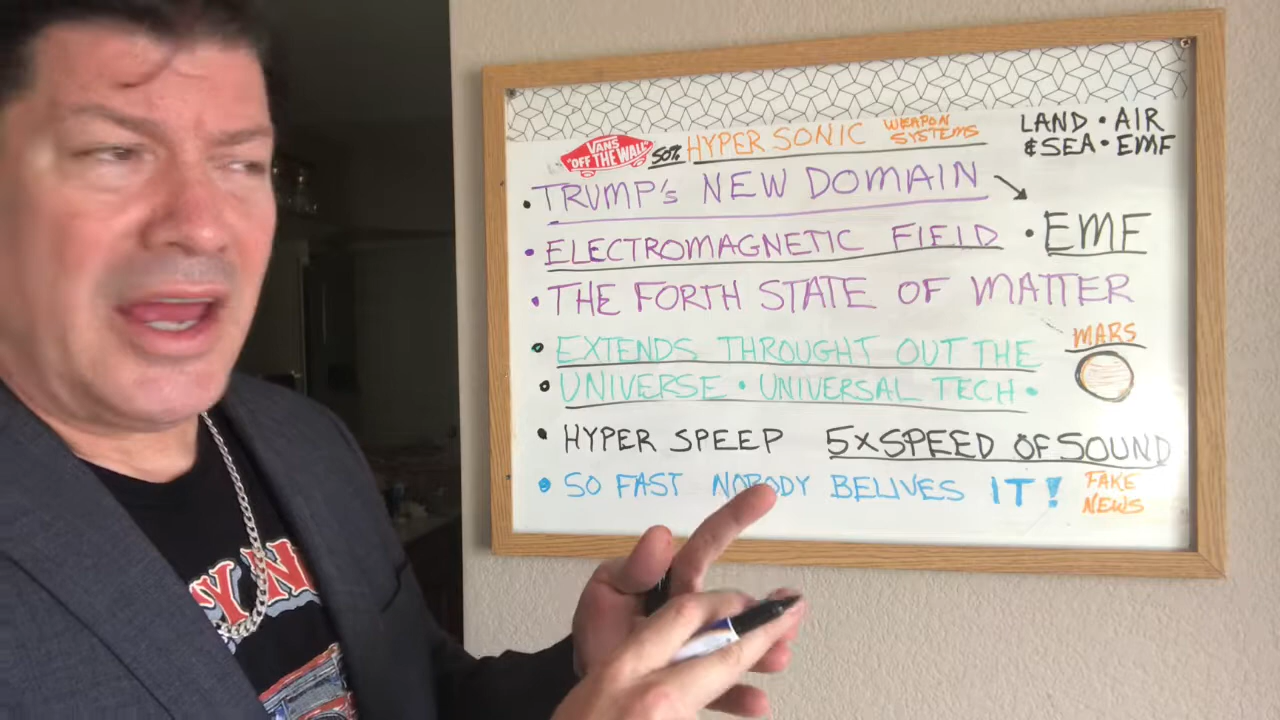 VANS
"OFF THE WALL"
50% HYPER SONIC WEAPON SYSTEMS
LAND • AIR
& SEA • EMF
• TRUMP'S NEW DOMAIN
• ELECTROMAGNETIC FIELD • EMF
• THE FORTH STATE OF MATTER
• EXTENDS THROUGHT OUT THE
• UNIVERSE • UNIVERSAL TECH •
MARS
• HYPER SPEEP 5XSPEED OF SOUND
• SO FAST NOBODY BELIVES IT!
FAKE
NEWS
YN